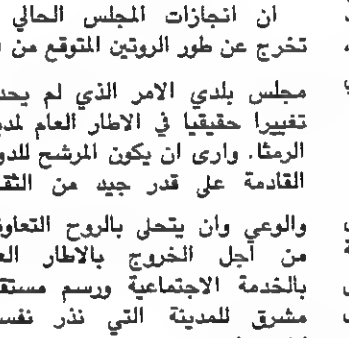 ان انجازات المجلس الحالي
تخرج عن طور الروتين المتوقع من
مجلس بلدي الامر الذي لم يحد
تغييرا حقيقيا في الاطار العام لمد
الرمثا. وارى ان يكون المرشح للدو
القادمة على قدر جيد من الثق
والوعي وان يتحلى بالروح التعاون
من أجل الخروج بالاطار الع
بالخدمة الاجتماعية ورسم مستق
مشرق للمدينة التي نذر نفس